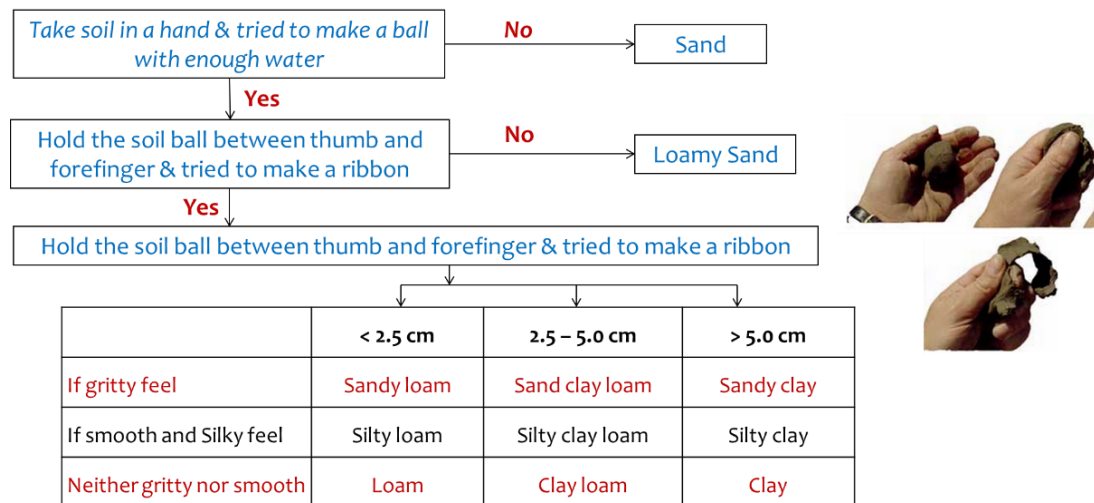 Take soil in a hand & tried to make a ball
with enough water
No
Sand
Yes
Hold the soil ball between thumb and
forefinger & tried to make a ribbon
No
Loamy Sand
Yes
Hold the soil ball between thumb and forefinger & tried to make a ribbon
< 2.5 cm 2.5 – 5.0 cm > 5.0 cm
If gritty feel Sandy loam Sand clay loam Sandy clay
If smooth and Silky feel Silty loam Silty clay loam Silty clay
Neither gritty nor smooth Loam Clay loam Clay